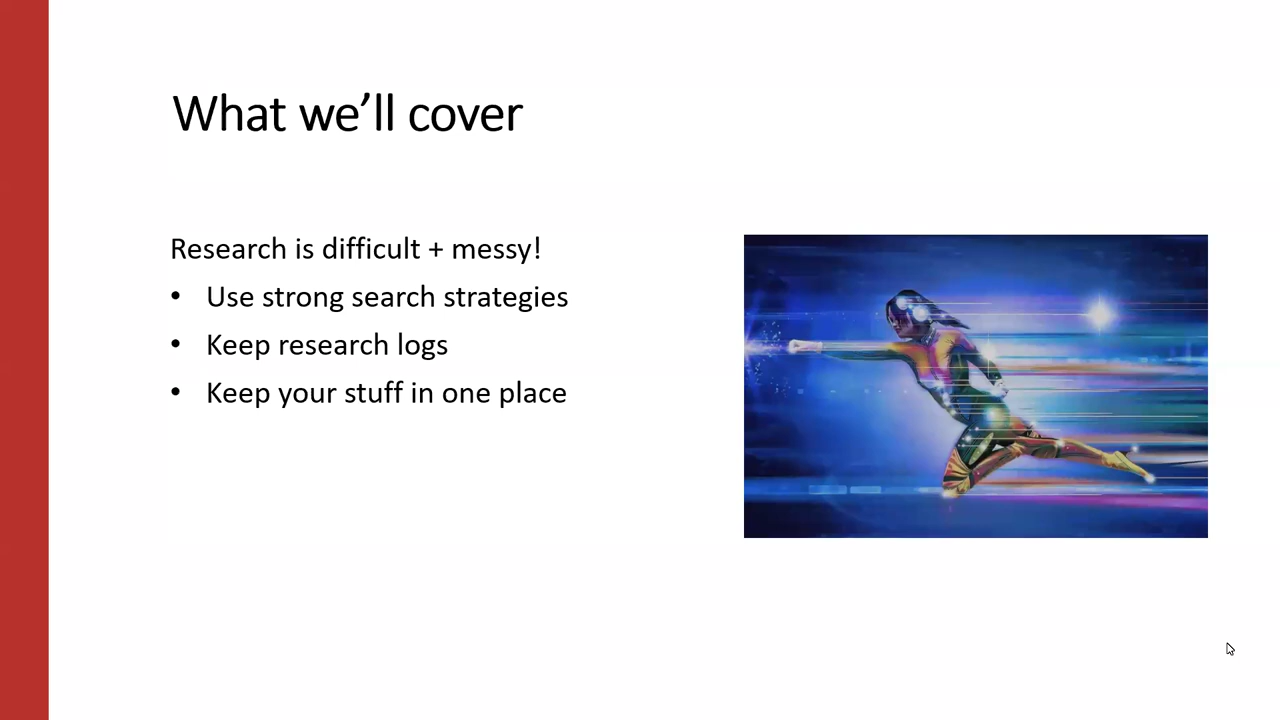 What we’ll cover
Research is difficult + messy!
• Use strong search strategies
• Keep research logs
• Keep your stuff in one place